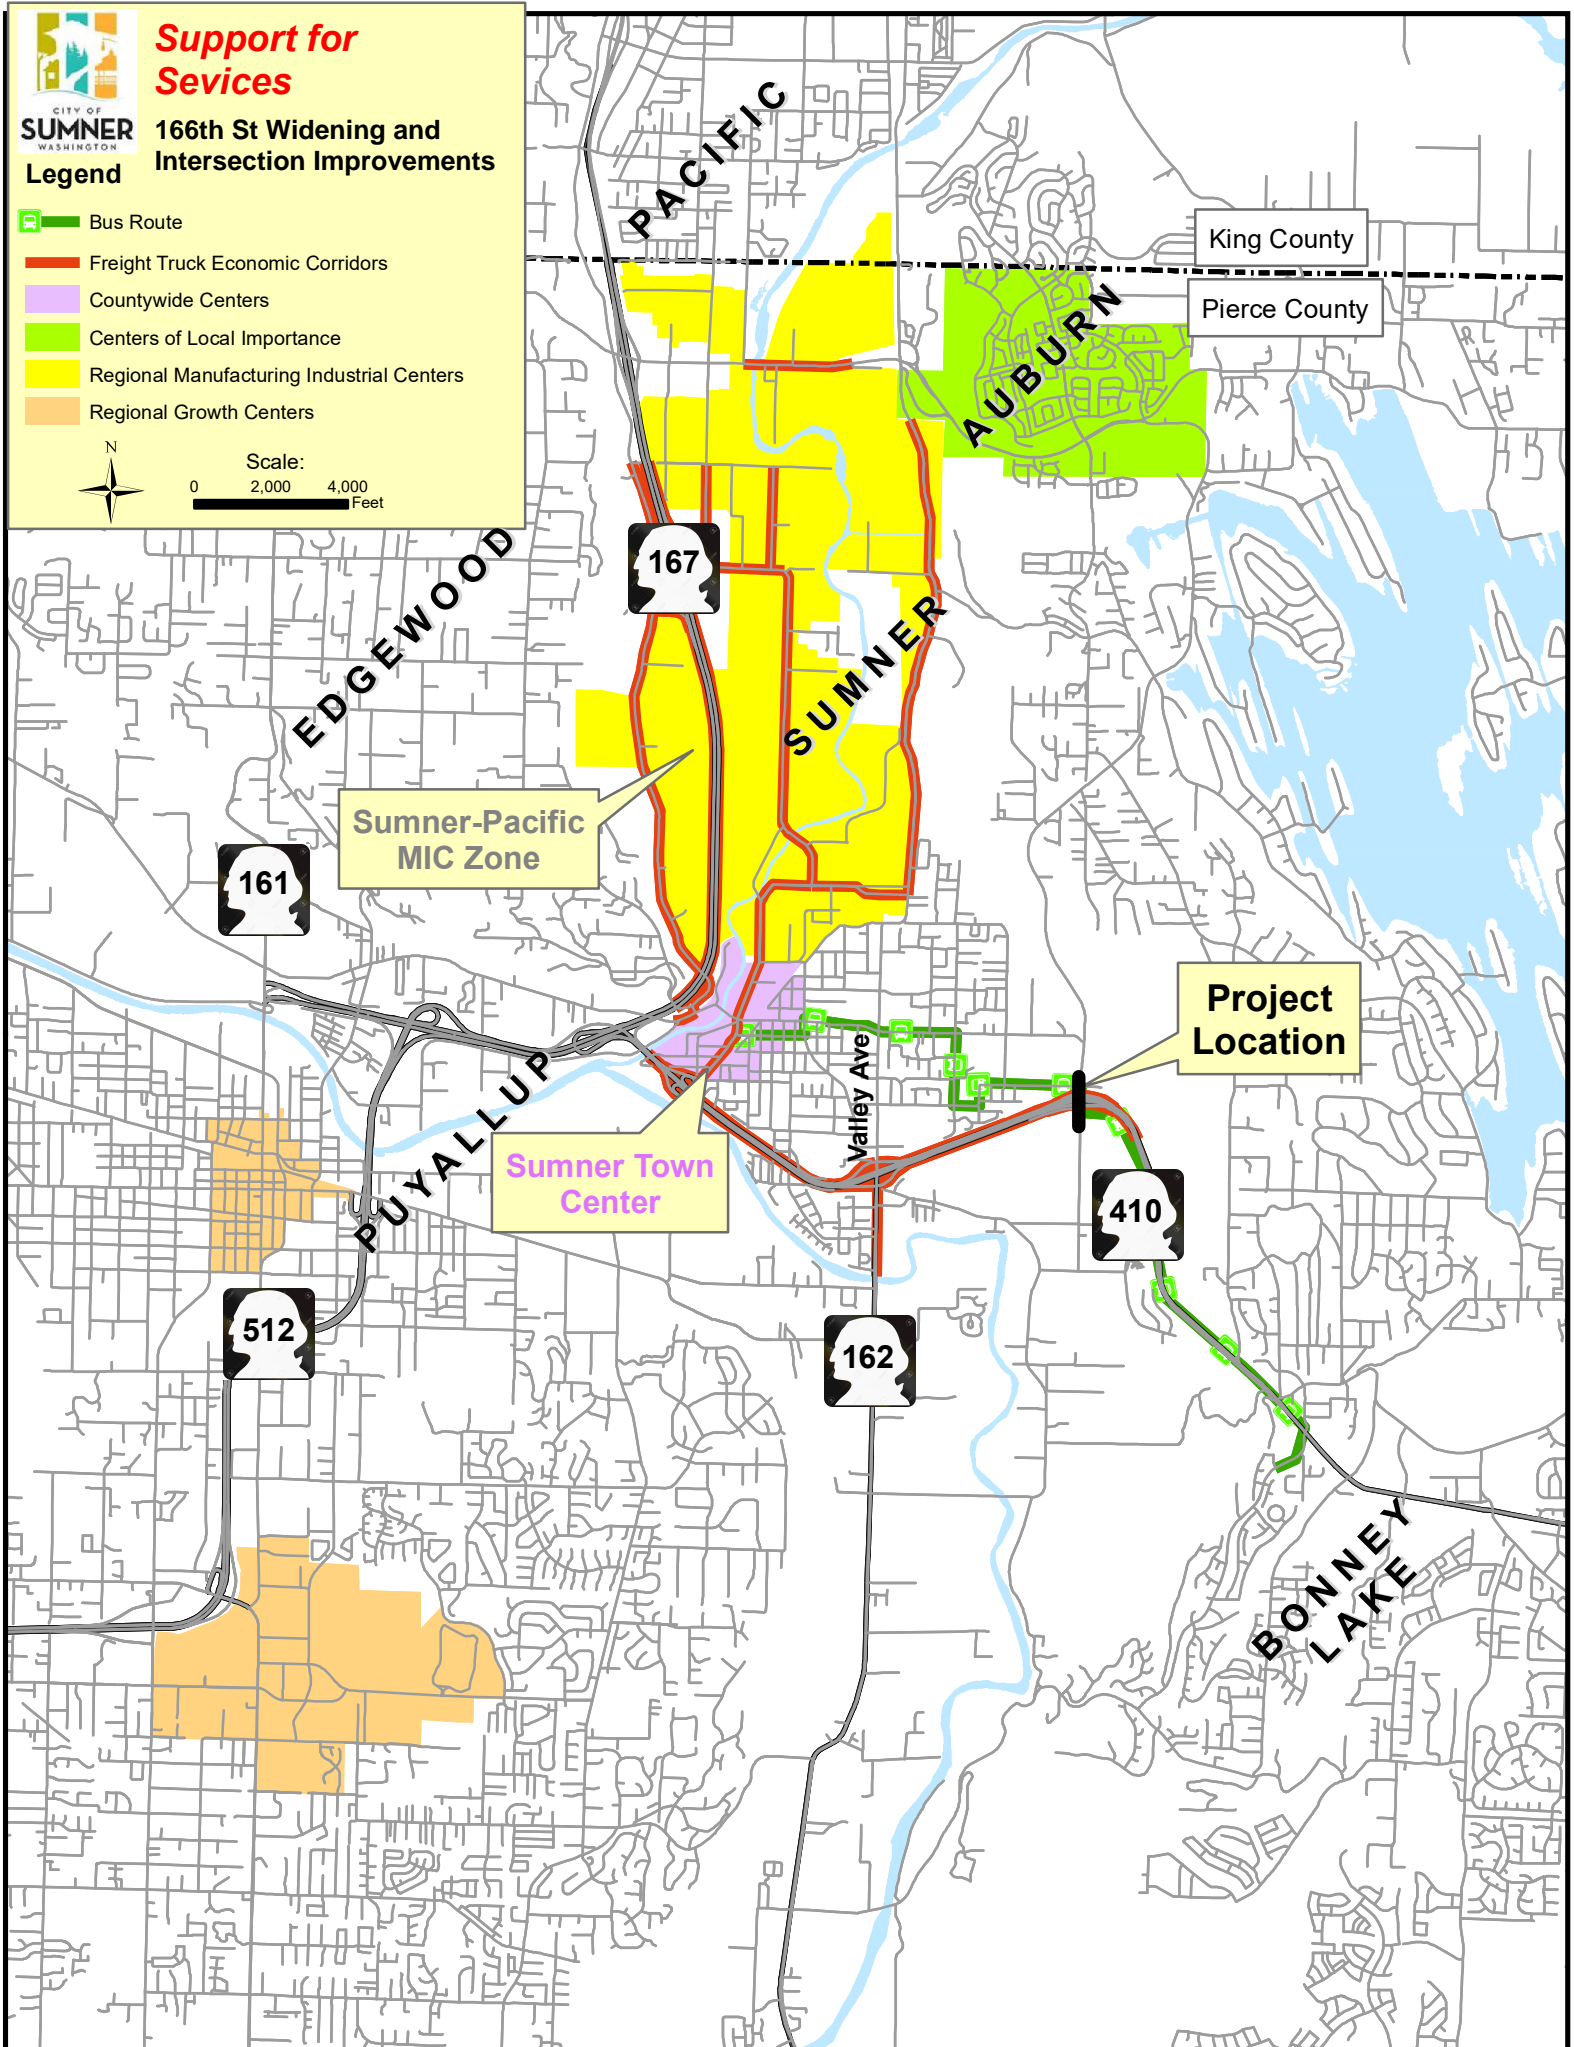 Support for
Sevices
CITY OF
SUMNER
WASHINGTON
166th St Widening and
Intersection Improvements
Legend
Bus Route
Freight Truck Economic Corridors
Countywide Centers
Centers of Local Importance
Regional Manufacturing Industrial Centers
Regional Growth Centers
N
Scale:
0 2,000 4,000
Feet
PACIFIC
King County
Pierce County
AUBURN
EDGEWOOD
167
SUMNER
Sumner-Pacific
MIC Zone
161
Project
Location
Valley Ave
PUYALLUP
Sumner Town
Center
410
512
162
BONNEY
LAKE